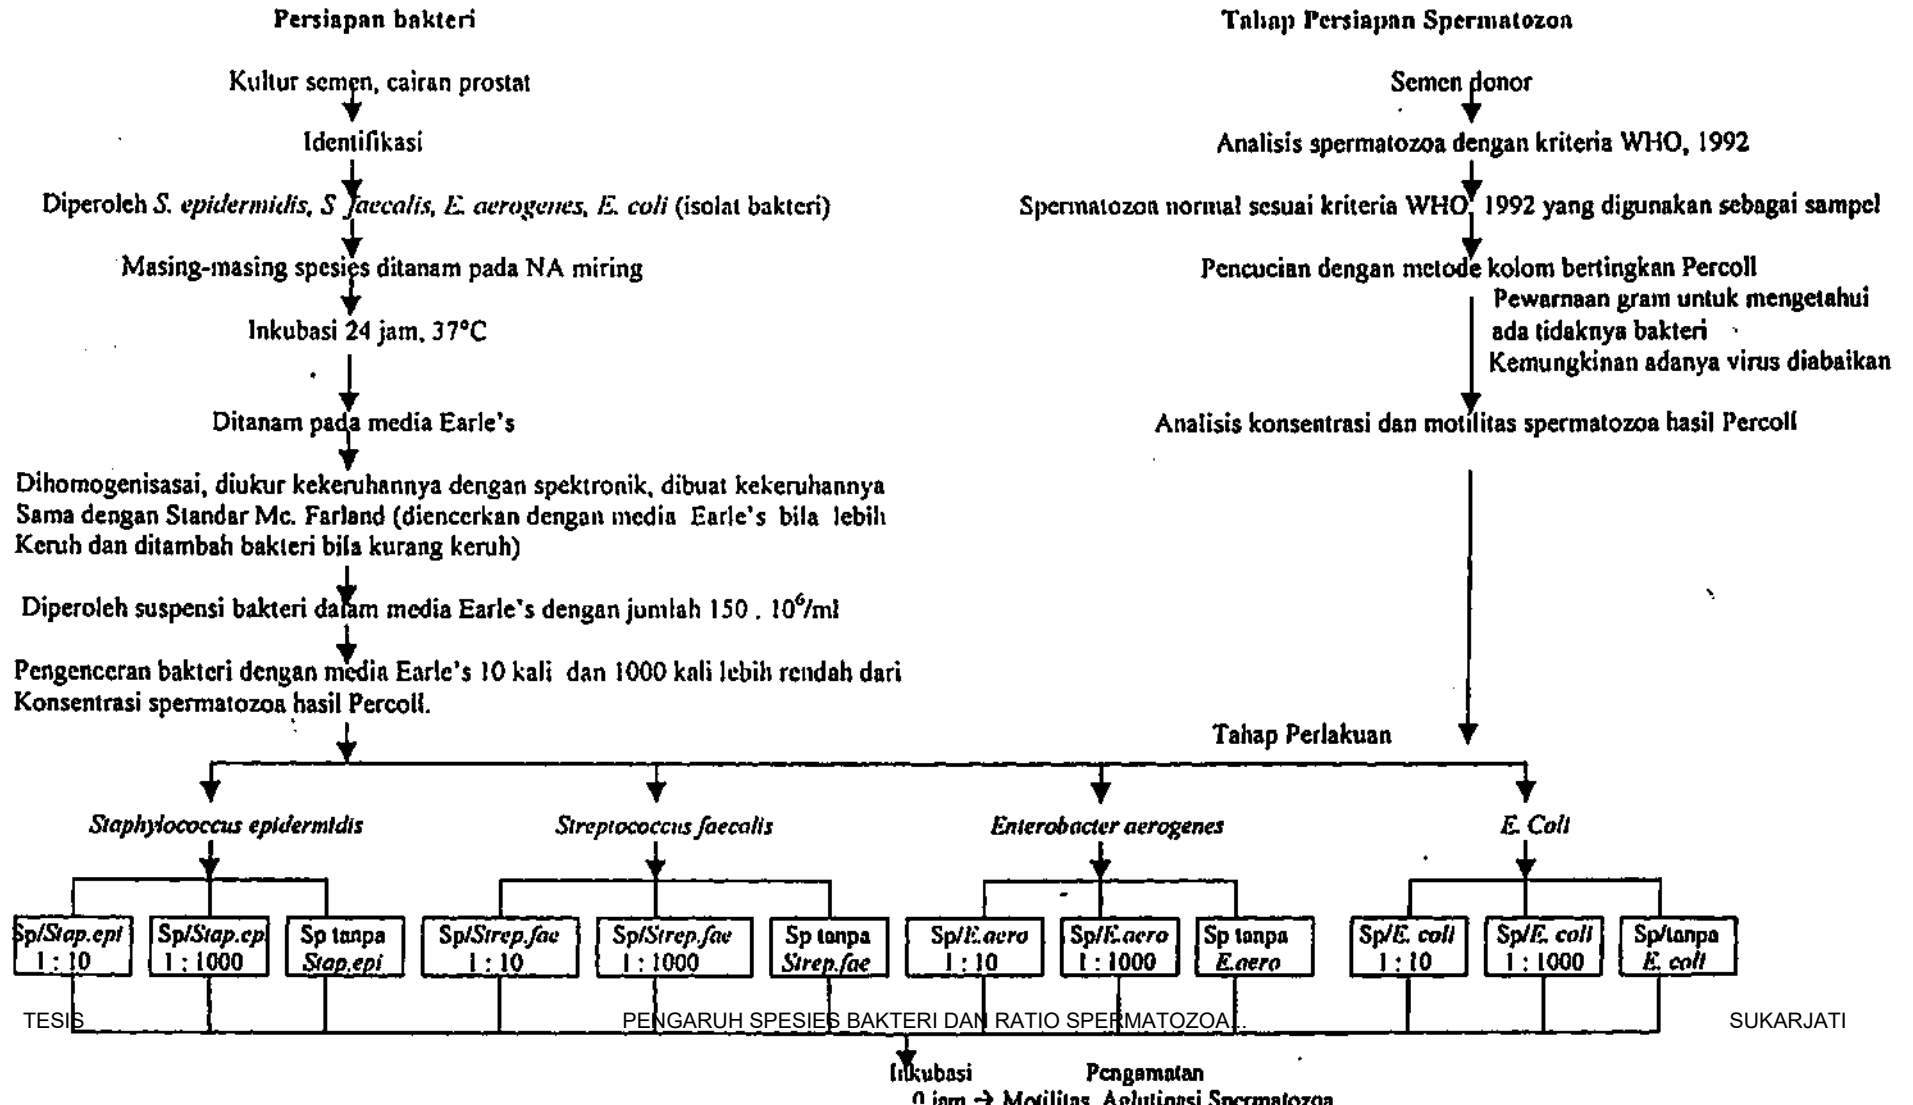 Persiapan bakteri
Kultur semen, cairan prostat
Identifikasi
Diperoleh S. epidermidis, S faecalis, E. aerogenes, E. coli (isolat bakteri)
Masing-masing spesies ditanam pada NA miring
Inkubasi 24 jam, 37°C
Ditanam pada media Earle's
Dihomogenisasai, diukur kekeruhannya dengan spektronik, dibuat kekeruhannya
Sama dengan Standar Mc. Farland (diencerkan dengan media Earle's bila lebih
Keruh dan ditambah bakteri bila kurang keruh)
Diperoleh suspensi bakteri dalam media Earle's dengan jumlah 150 . 10⁶/ml
Pengenceran bakteri dengan media Earle's 10 kali dan 1000 kali lebih rendah dari
Konsentrasi spermatozoa hasil Percoll.
Tahap Persiapan Spermatozoa
Semen donor
Analisis spermatozoa dengan kriteria WHO, 1992
Spermatozoa normal sesuai kriteria WHO, 1992 yang digunakan sebagai sampel
Pencucian dengan metode kolom bertingkan Percoll
Pewarnaan gram untuk mengetahui
ada tidaknya bakteri
Kemungkinan adanya virus diabaikan
Analisis konsentrasi dan motilitas spermatozoa hasil Percoll
Tahap Perlakuan
Staphylococcus epidermidis
Streptococcus faecalis
Enterobacter aerogenes
E. Coli
Sp/Stap.epi
1 : 10
Sp/Stap.ep
1 : 1000
Sp tanpa
Stap.epi
Sp/Strep.fae
1 : 10
Sp/Strep.fae
1 : 1000
Sp tanpa
Strep.fae
Sp/E.aero
1 : 10
Sp/E.aero
1 : 1000
Sp tanpa
E.aero
Sp/E. coli
1 : 10
Sp/E. coli
1 : 1000
Sp/tanpa
E. coli
TESIS
PENGARUH SPESIES BAKTERI DAN RATIO SPERMATOZOA...
SUKARJATI
Inkubasi
Pengamatan
0 jam → Motilitas, Aglutinasi Spermatozoa